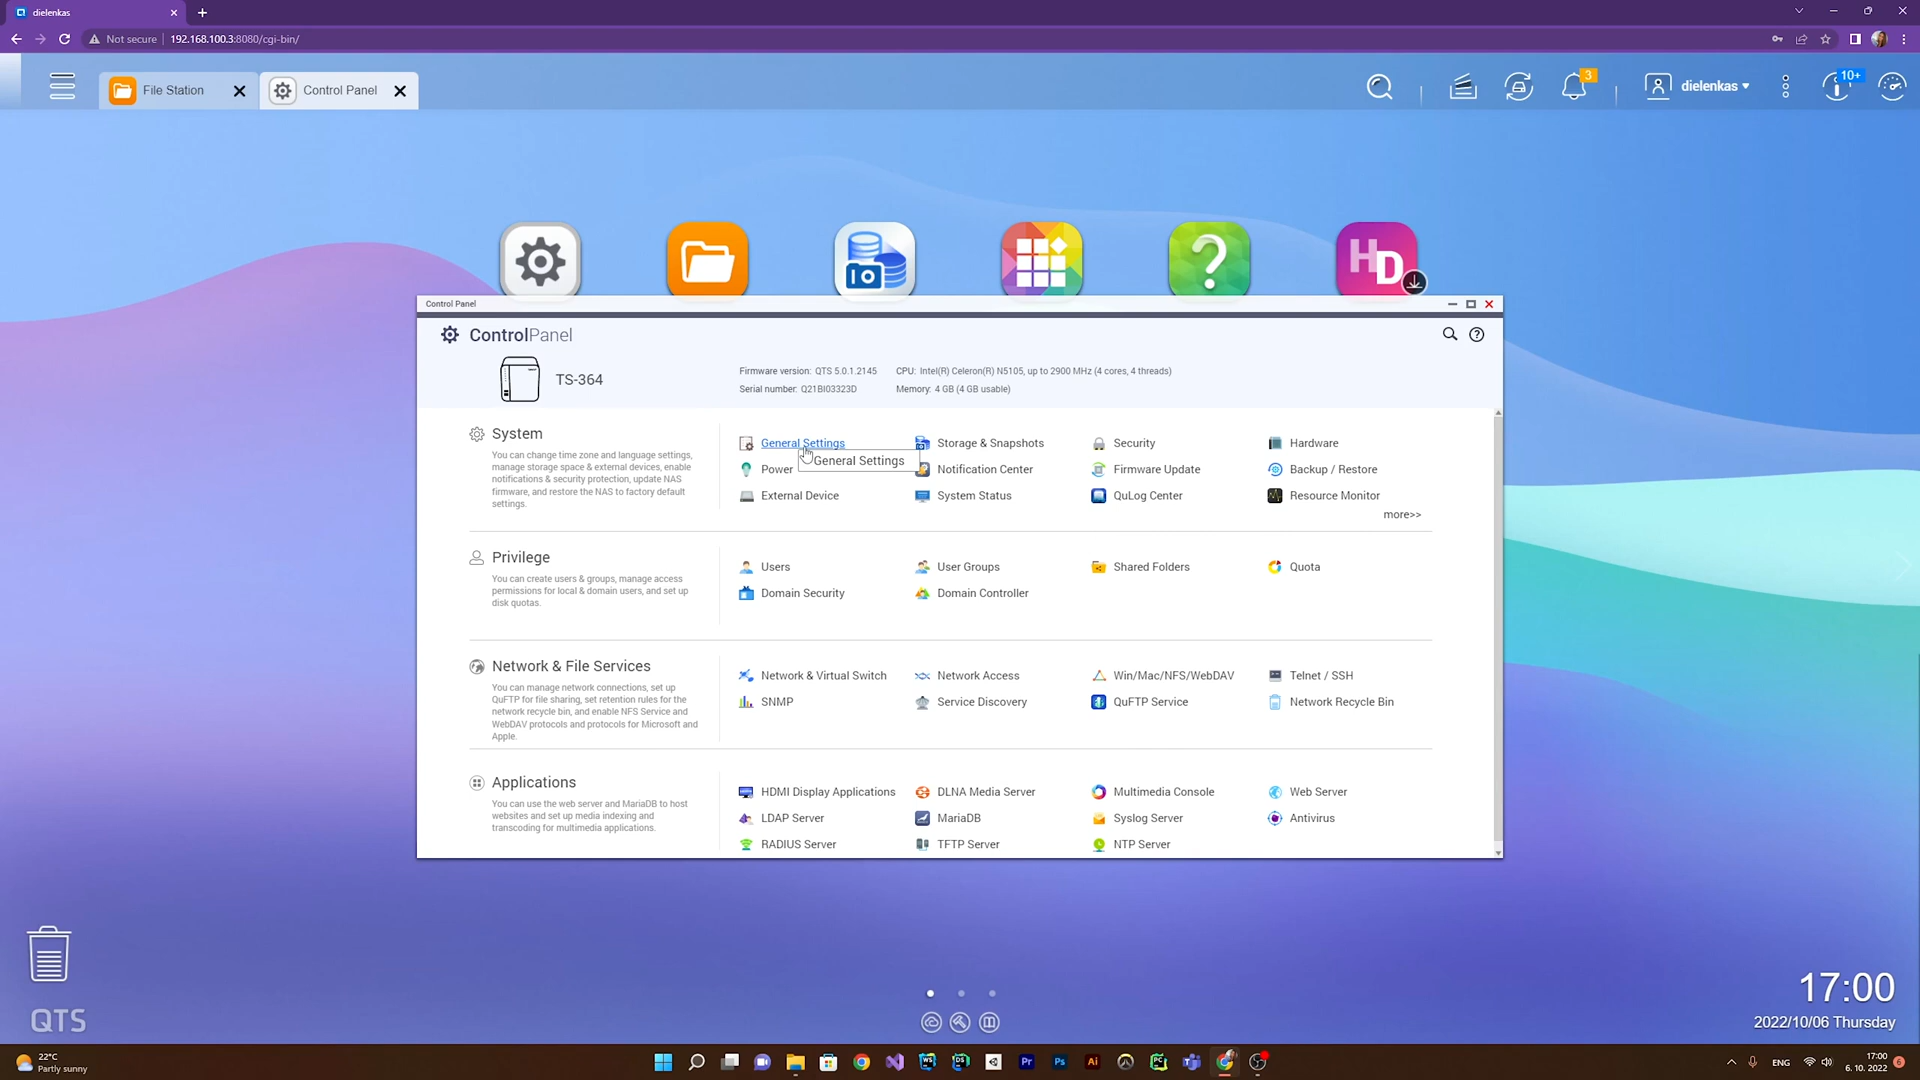 dielenkas
Not secure
192.168.100.3:8080/cgi-bin/
File Station
Control Panel
3
dielenkas
10+
HD
Control Panel
ControlPanel
TS-364
Firmware version: QTS 5.0.1.2145
CPU: Intel(R) Celeron(R) N5105, up to 2900 MHz (4 cores, 4 threads)
Serial number: Q21BI03323D
Memory: 4 GB (4 GB usable)
System
You can change time zone and language settings,
manage storage space & external devices, enable
notifications & security protection, update NAS
firmware, and restore the NAS to factory default
settings.
General Settings
Storage & Snapshots
Security
Hardware
General Settings
Power
Notification Center
Firmware Update
Backup / Restore
External Device
System Status
QuLog Center
Resource Monitor
more>>
Privilege
You can create users & groups, manage access
permissions for local & domain users, and set up
disk quotas.
Users
User Groups
Shared Folders
Quota
Domain Security
Domain Controller
Network & File Services
You can manage network connections, set up
QuFTP for file sharing, set retention rules for the
network recycle bin, and enable NFS Service and
WebDAV protocols and protocols for Microsoft and
Apple.
Network & Virtual Switch
Network Access
Win/Mac/NFS/WebDAV
Telnet / SSH
SNMP
Service Discovery
QuFTP Service
Network Recycle Bin
Applications
You can use the web server and MariaDB to host
websites and set up media indexing and
transcoding for multimedia applications.
HDMI Display Applications
DLNA Media Server
Multimedia Console
Web Server
LDAP Server
MariaDB
Syslog Server
Antivirus
RADIUS Server
TFTP Server
NTP Server
QTS
17:00
2022/10/06 Thursday
22°C
Partly sunny
WS
DS
Pr
Ps
Ai
PC
ENG
17:00
6. 10. 2022
6